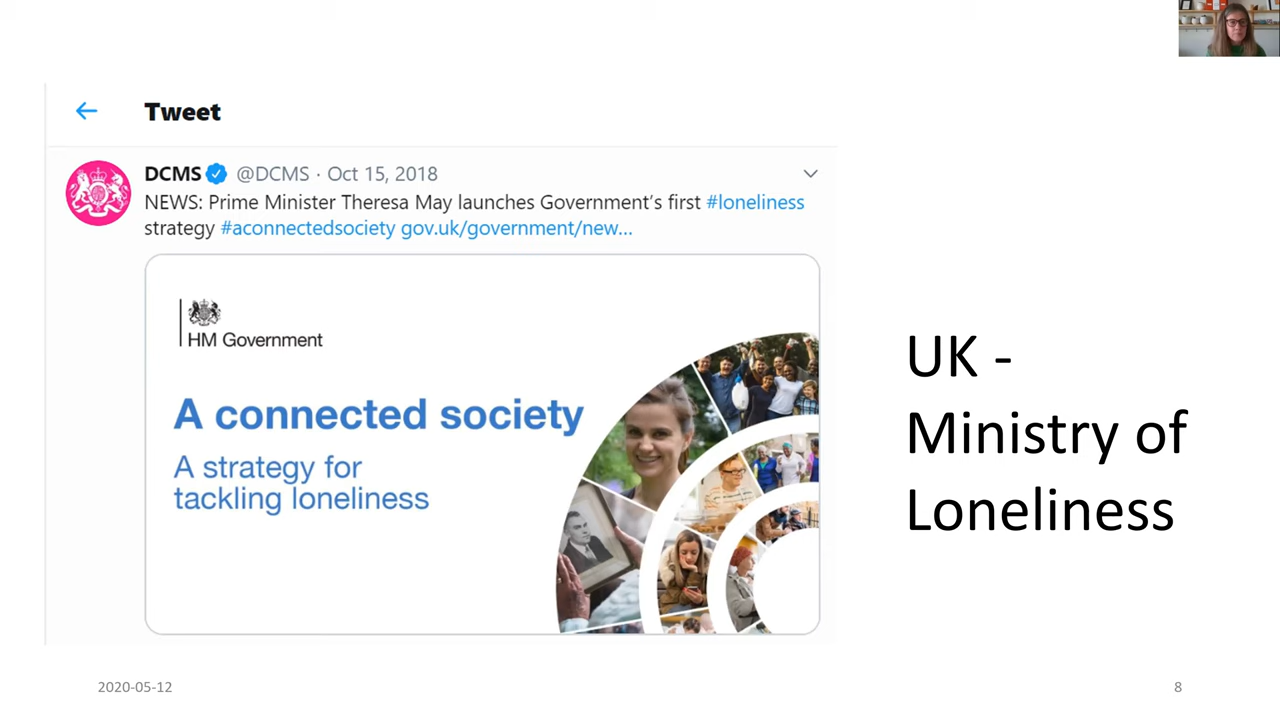 Tweet
DCMS @DCMS · Oct 15, 2018
NEWS: Prime Minister Theresa May launches Government's first #loneliness
strategy #aconnectedsociety gov.uk/government/new...
HM Government
A connected society
A strategy for
tackling loneliness
UK -
Ministry of
Loneliness
2020-05-12
8